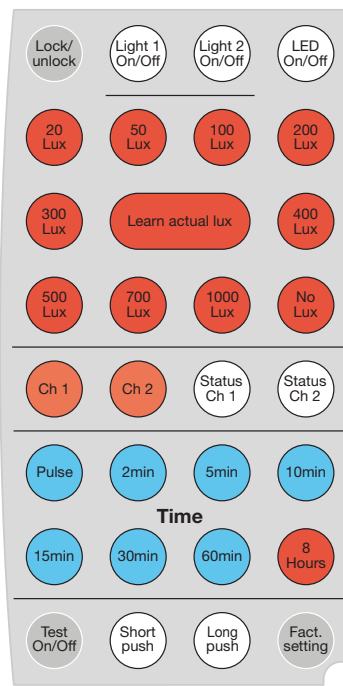 Lock/
unlock
Light 1
On/Off
Light 2
On/Off
LED
On/Off
20
Lux
50
Lux
100
Lux
200
Lux
300
Lux
Learn actual lux
400
Lux
500
Lux
700
Lux
1000
Lux
No
Lux
Ch 1
Ch 2
Status
Ch 1
Status
Ch 2
Pulse
2min
5min
10min
Time
15min
30min
60min
8
Hours
Test
On/Off
Short
push
Long
push
Fact.
setting